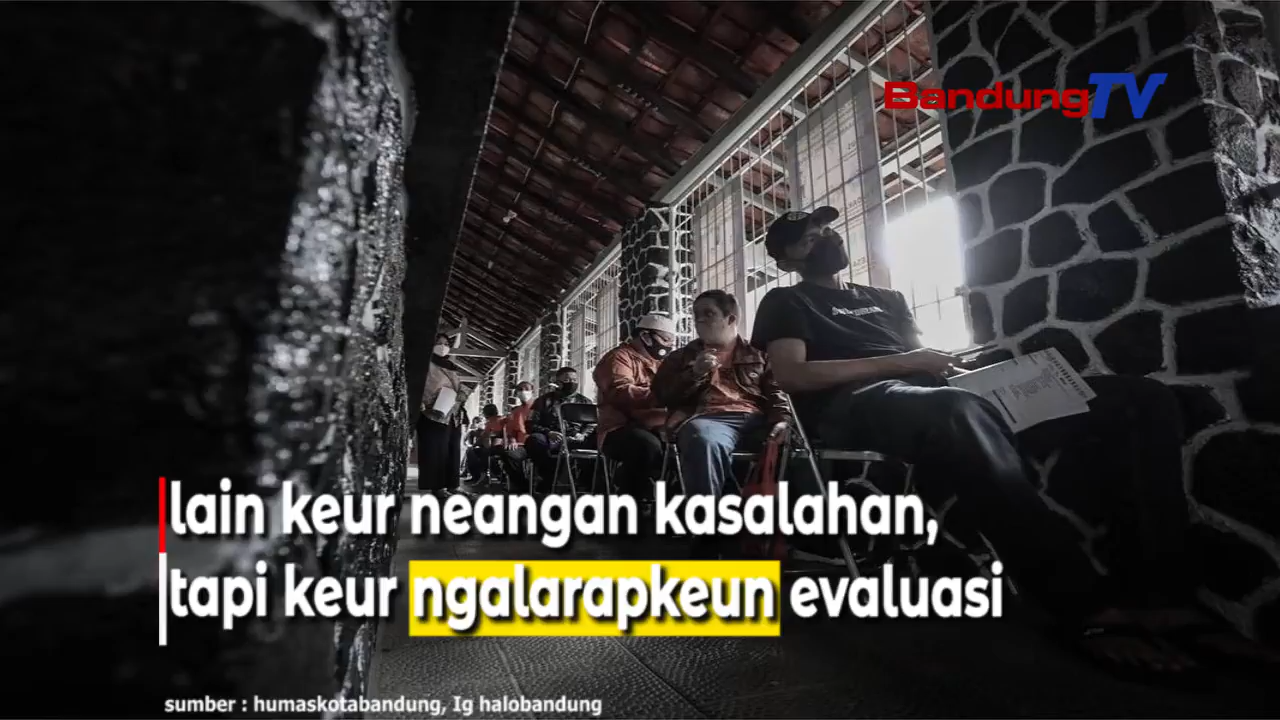 BandungTV
lain keur neangan kasalahan,
tapi keur ngalarapkeun evaluasi
sumber : humaskotabandung, Ig halobandung